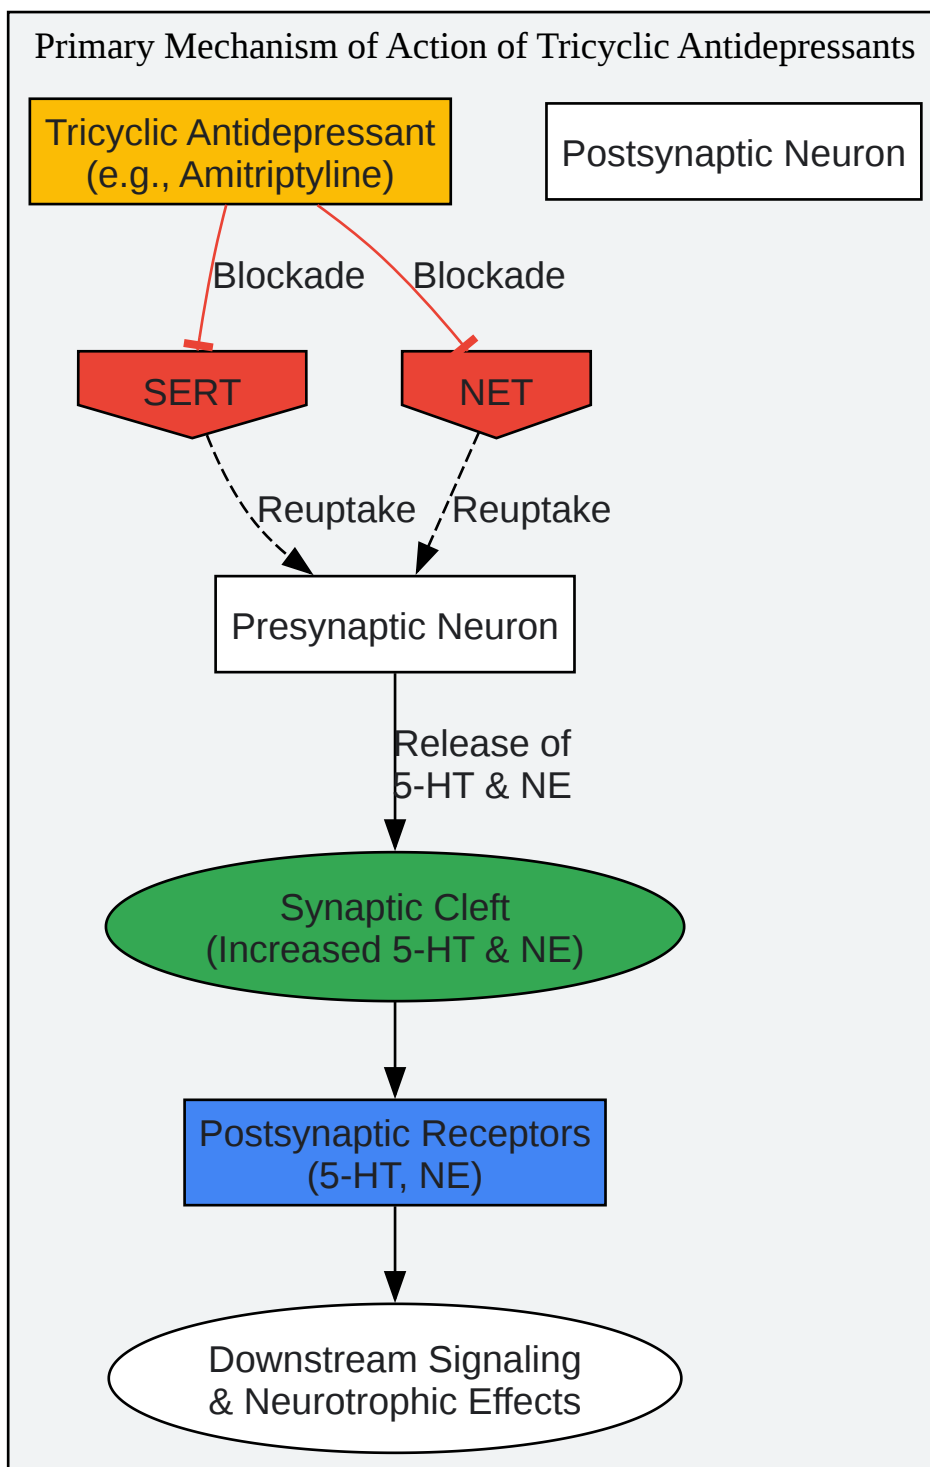 Primary Mechanism of Action of Tricyclic Antidepressants
Tricyclic Antidepressant
(e.g., Amitriptyline)
Postsynaptic Neuron
Blockade
Blockade
SERT
NET
Reuptake
Reuptake
Presynaptic Neuron
Release of
5-HT & NE
Synaptic Cleft
(Increased 5-HT & NE)
Postsynaptic Receptors
(5-HT, NE)
Downstream Signaling
& Neurotrophic Effects